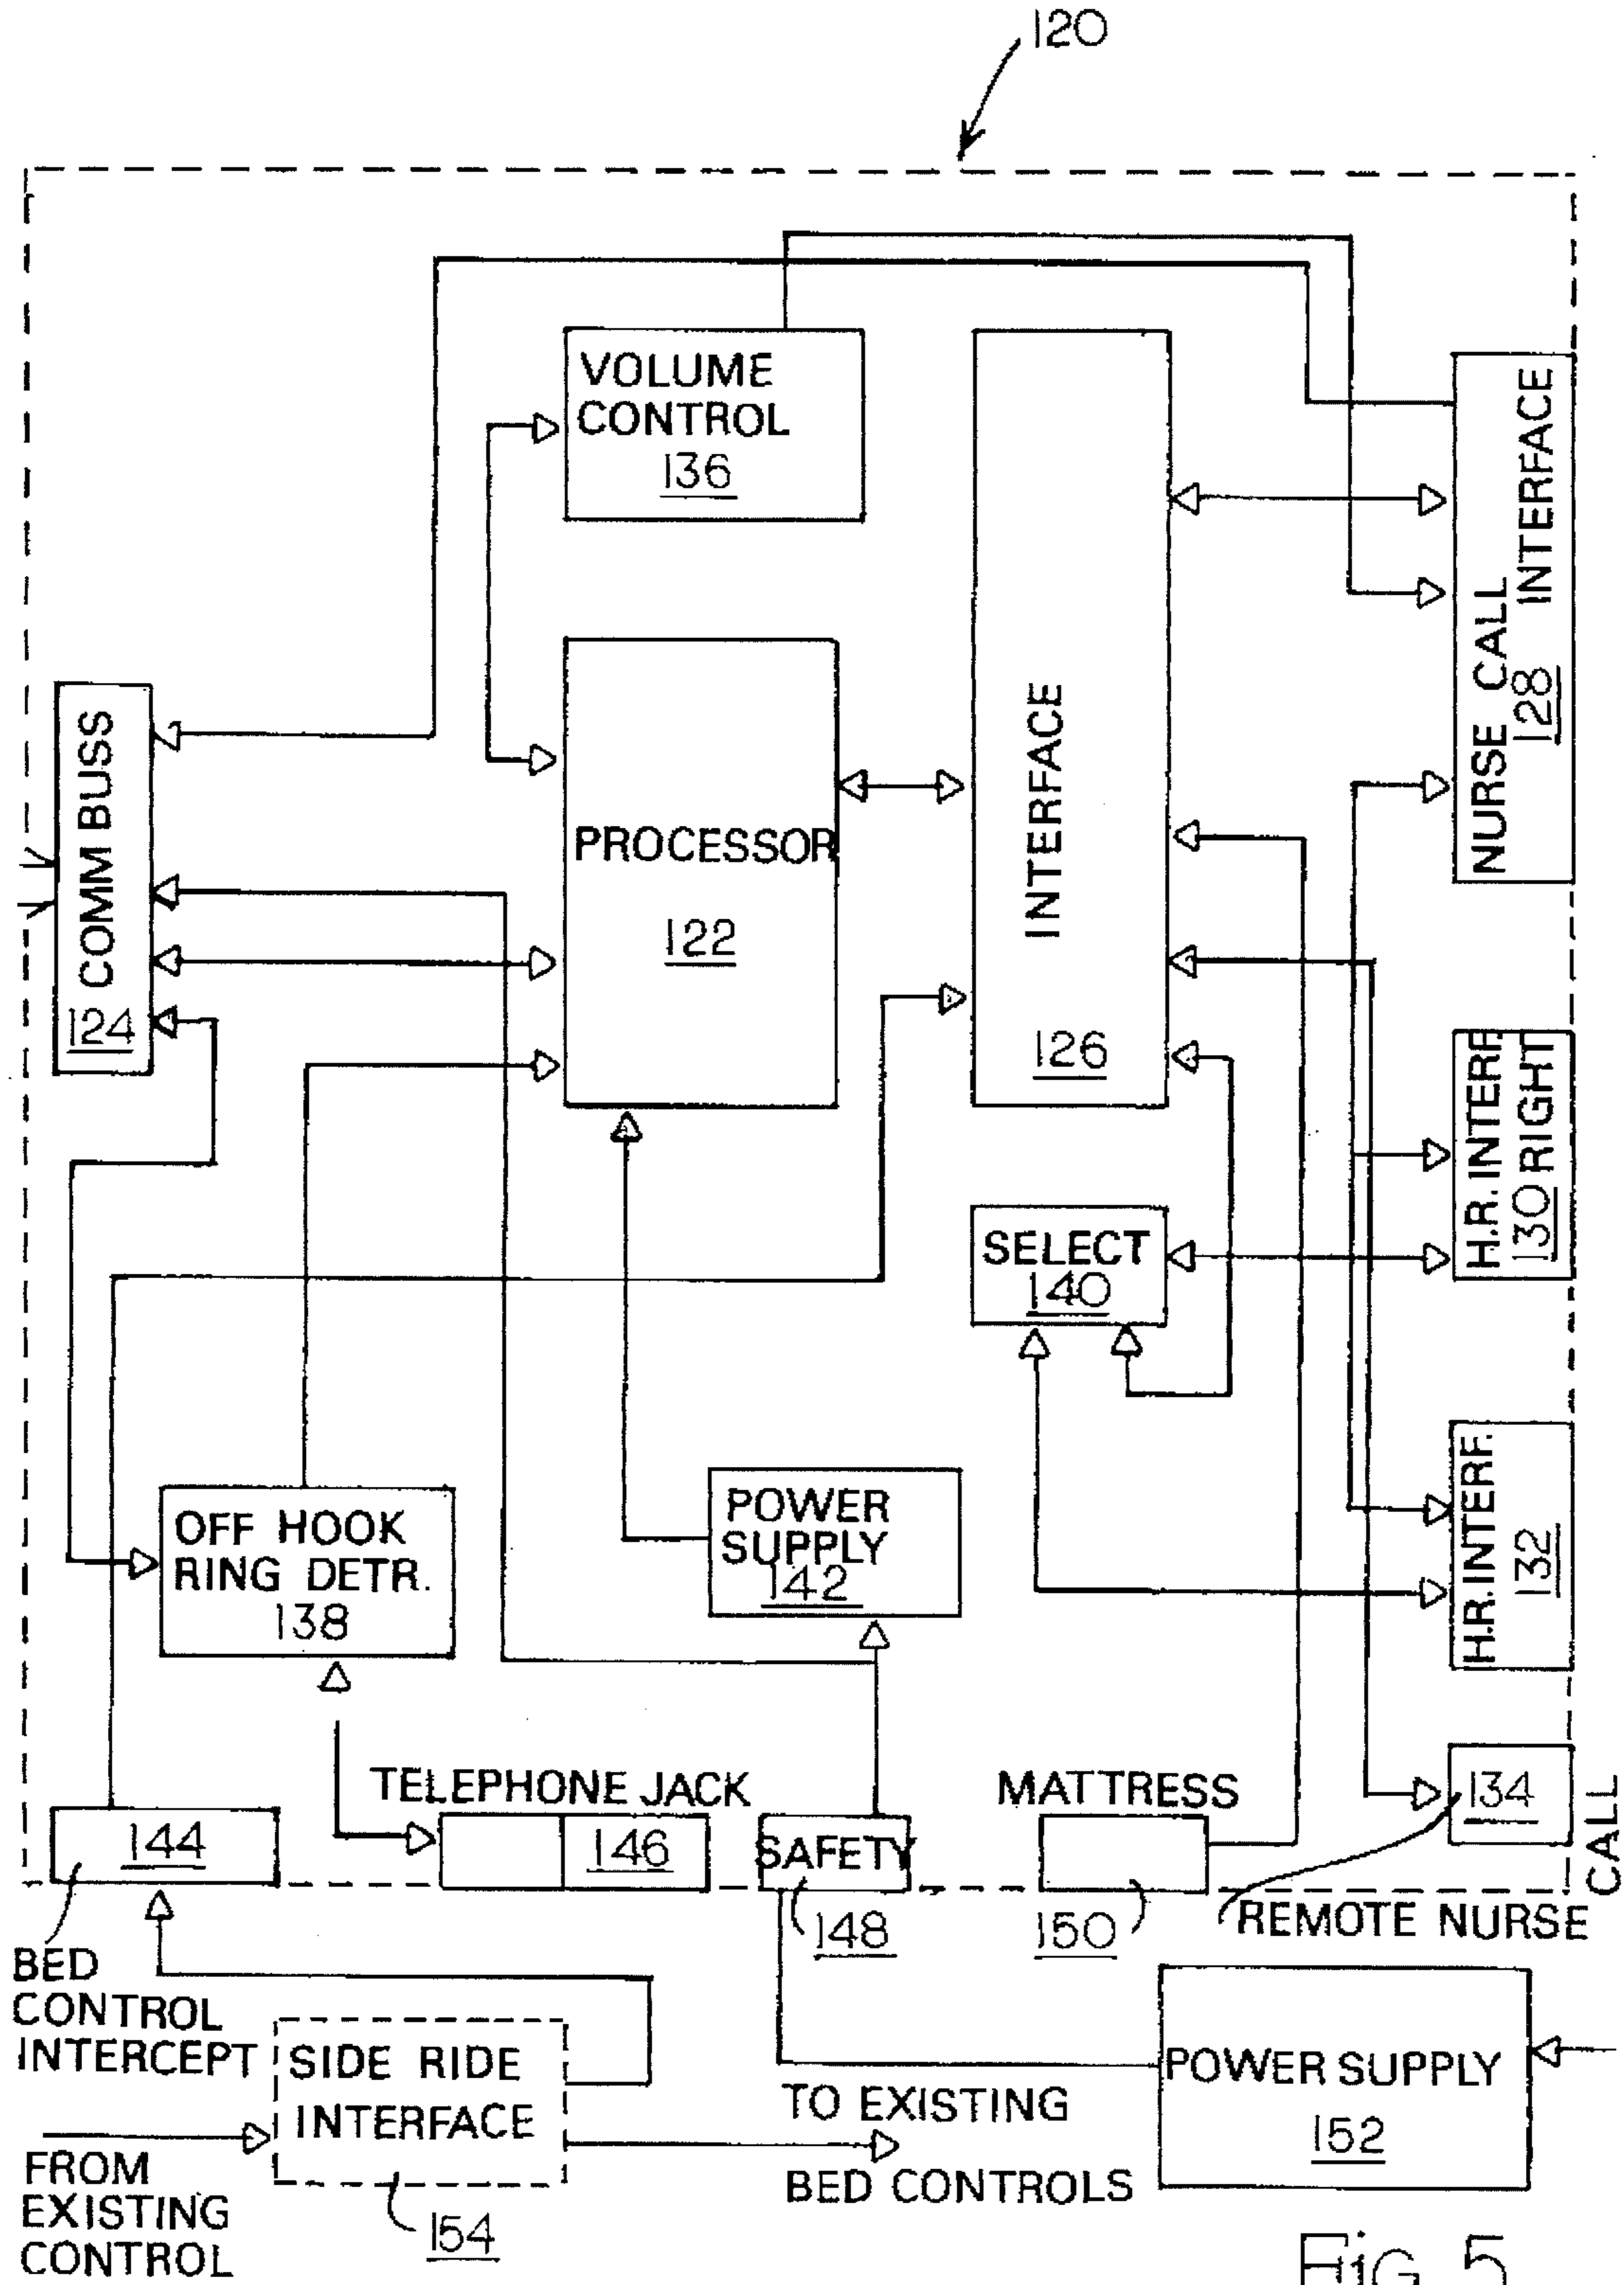 120
VOLUME
CONTROL
136
NURSE CALL
INTERFACE
128
COMM BUSS
124
PROCESSOR
122
INTERFACE
126
H.R. INTERF.
RIGHT
130
SELECT
140
H.R. INTERF.
132
OFF HOOK
RING DETR.
138
POWER
SUPPLY
142
TELEPHONE JACK
146
MATTRESS
134
CALL
144
SAFETY
148
150
REMOTE NURSE
BED
CONTROL
INTERCEPT
SIDE RIDE
INTERFACE
154
TO EXISTING
BED CONTROLS
POWER SUPPLY
152
FROM
EXISTING
CONTROL
FIG. 5